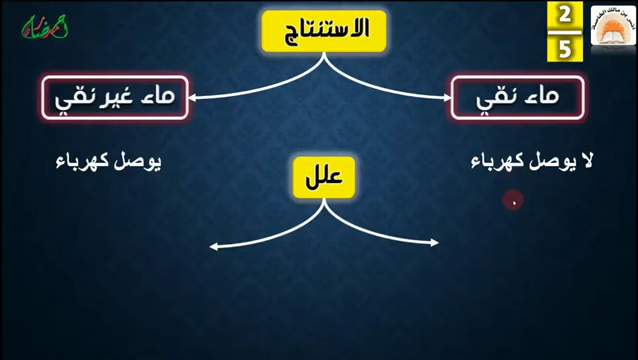 2
5
الاستنتاج
ماء نقي
ماء غير نقي
لا يوصل كهرباء
يوصل كهرباء
علل